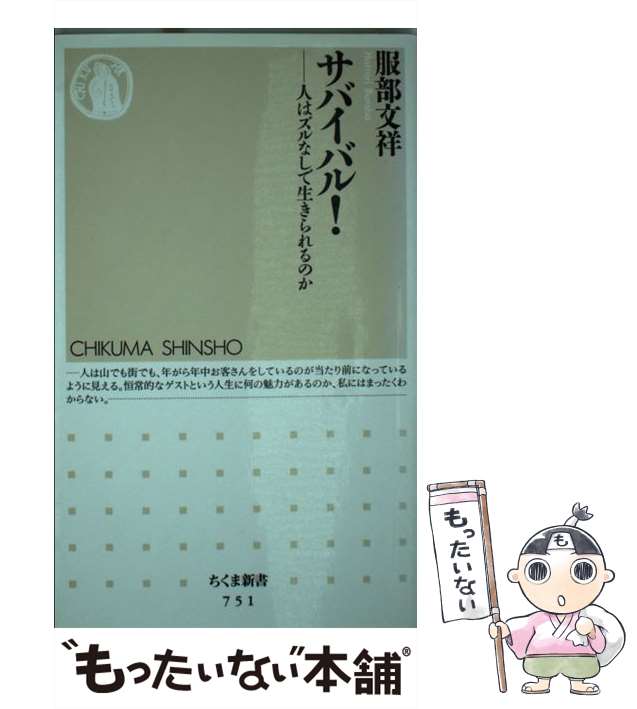 服部文祥
サバイバル!
――人はズルなしで生きられるのか
CHIKUMA SHINSHO
―人は山でも街でも、年がら年中お客さんをしているのが当たり前になっている
ように見える。恒常的なゲストという人生に何の魅力があるのか、私にはまったくわ
からない。―
ちくま新書
751
“もったいない”本舗®
もったいない
も